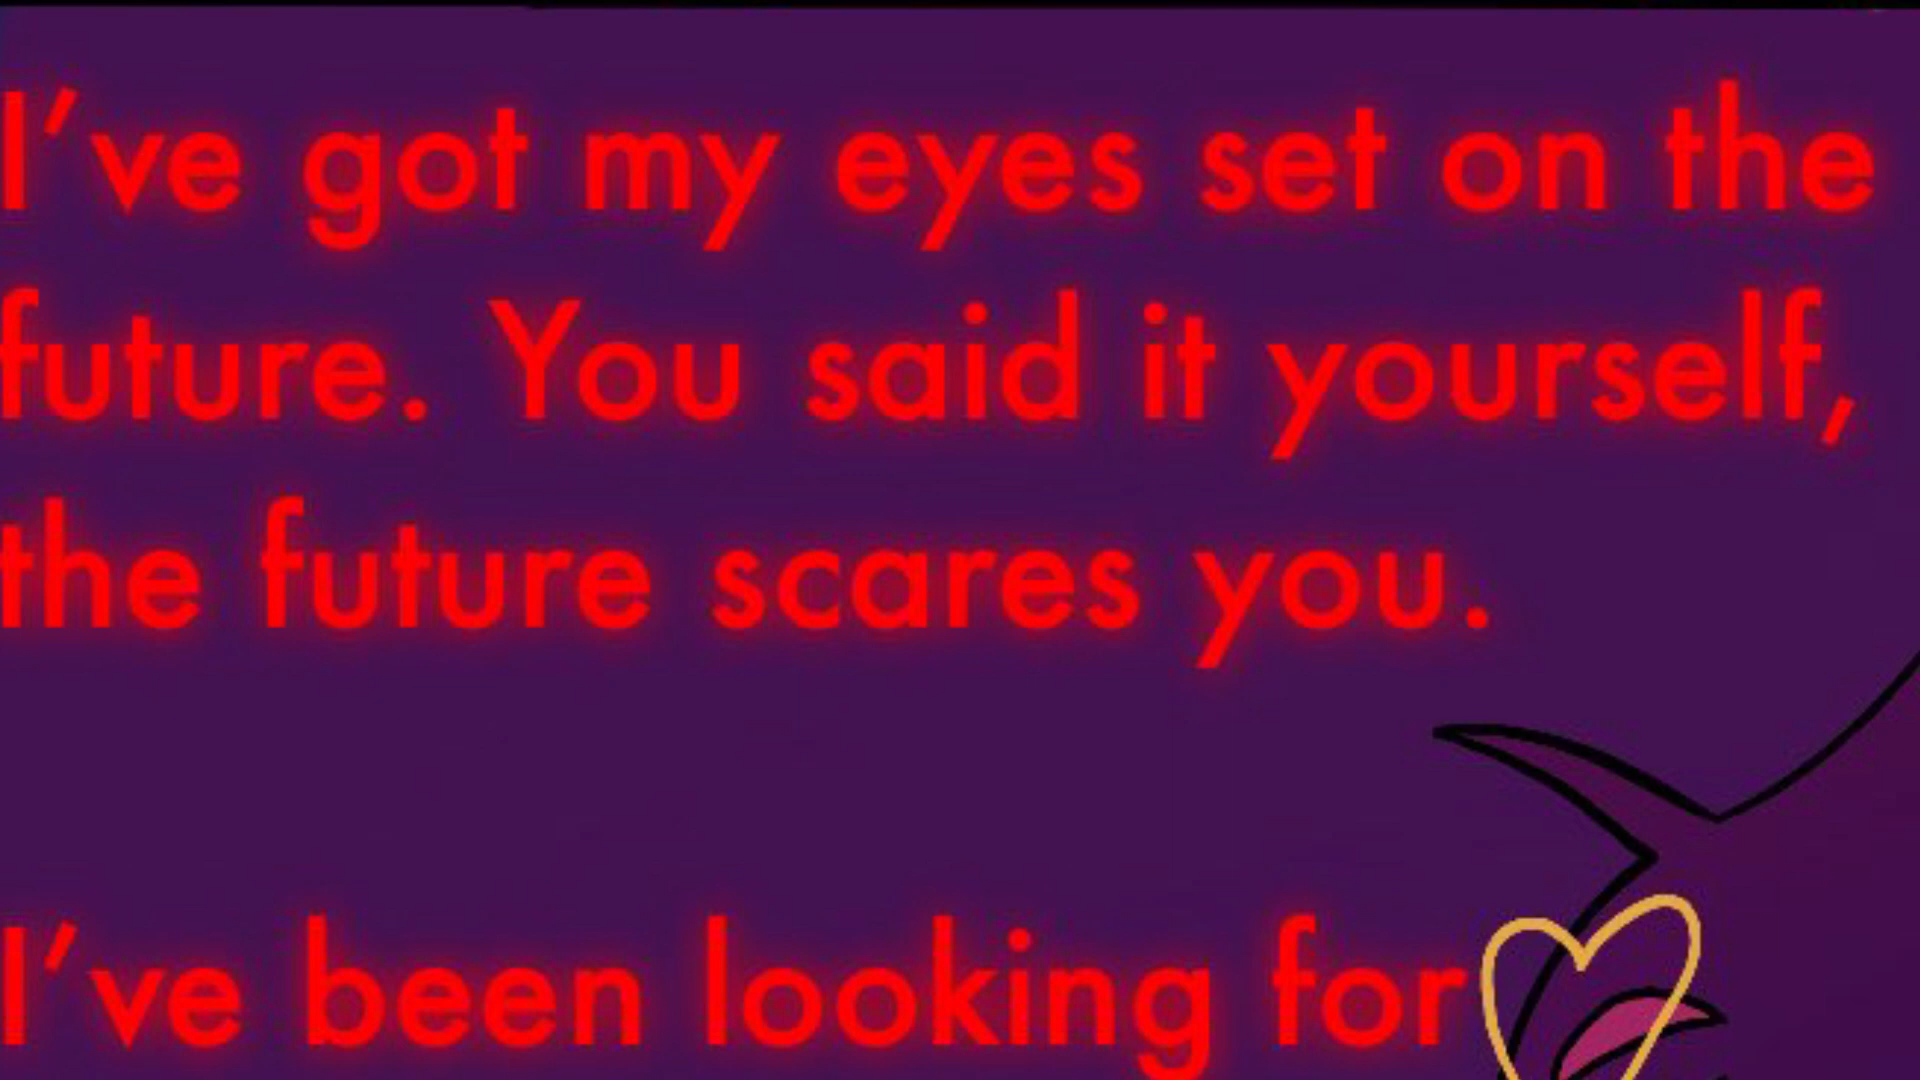 I've got my eyes set on the
future. You said it yourself,
the future scares you.
I've been looking for